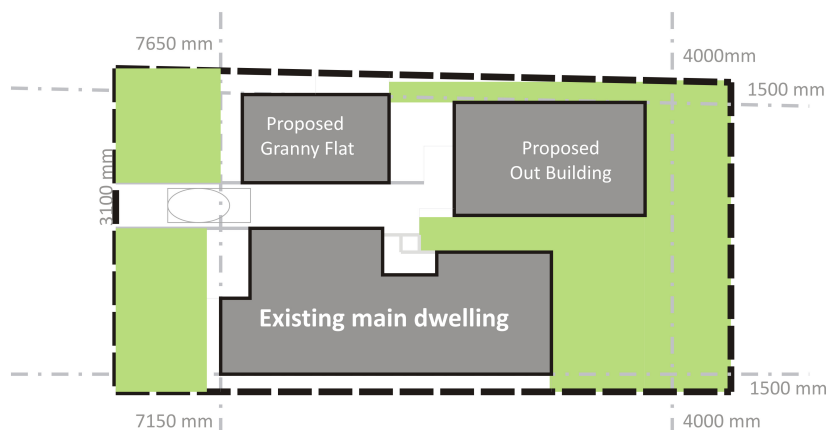 7650 mm
4000mm
1500 mm
Proposed
Granny Flat
Proposed
Out Building
3100 mm
Existing main dwelling
1500 mm
7150 mm
4000 mm